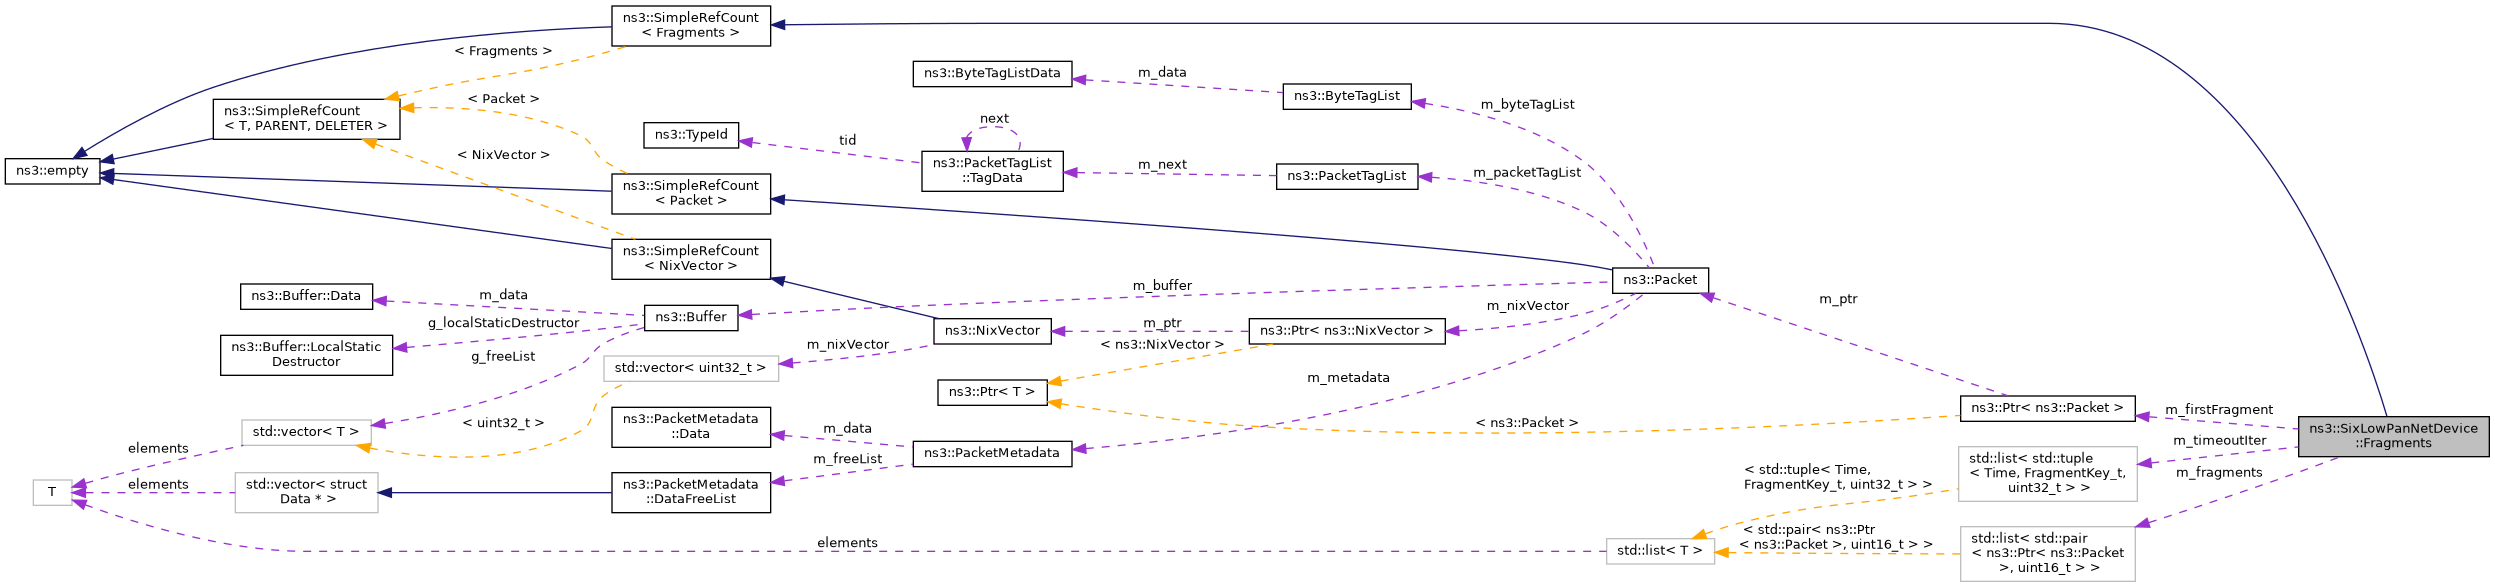 ns3::SimpleRefCount
< Fragments >
< Fragments >
ns3::ByteTagListData
m_data
ns3::ByteTagList
m_byteTagList
ns3::SimpleRefCount
< T, PARENT, DELETER >
< Packet >
ns3::TypeId
tid
next
ns3::PacketTagList
::TagData
m_next
ns3::PacketTagList
m_packetTagList
ns3::empty
< NixVector >
ns3::SimpleRefCount
< Packet >
ns3::SimpleRefCount
< NixVector >
ns3::Packet
ns3::Buffer::Data
m_data
ns3::Buffer
m_buffer
m_nixVector
m_ptr
g_localStaticDestructor
ns3::Buffer::LocalStatic
Destructor
g_freeList
ns3::NixVector
m_ptr
ns3::Ptr< ns3::NixVector >
m_nixVector
< ns3::NixVector >
std::vector< uint32_t >
ns3::Ptr< T >
m_metadata
ns3::Ptr< ns3::Packet >
m_firstFragment
ns3::SixLowPanNetDevice
::Fragments
< ns3::Packet >
std::vector< T >
< uint32_t >
ns3::PacketMetadata
::Data
m_data
ns3::PacketMetadata
m_freeList
elements
elements
T
std::vector< struct
Data * >
ns3::PacketMetadata
::DataFreeList
m_timeoutIter
m_fragments
std::list< std::tuple
< Time, FragmentKey_t,
uint32_t > >
< std::tuple< Time,
FragmentKey_t, uint32_t > >
elements
std::list< T >
< std::pair< ns3::Ptr
< ns3::Packet >, uint16_t > >
std::list< std::pair
< ns3::Ptr< ns3::Packet
>, uint16_t > >